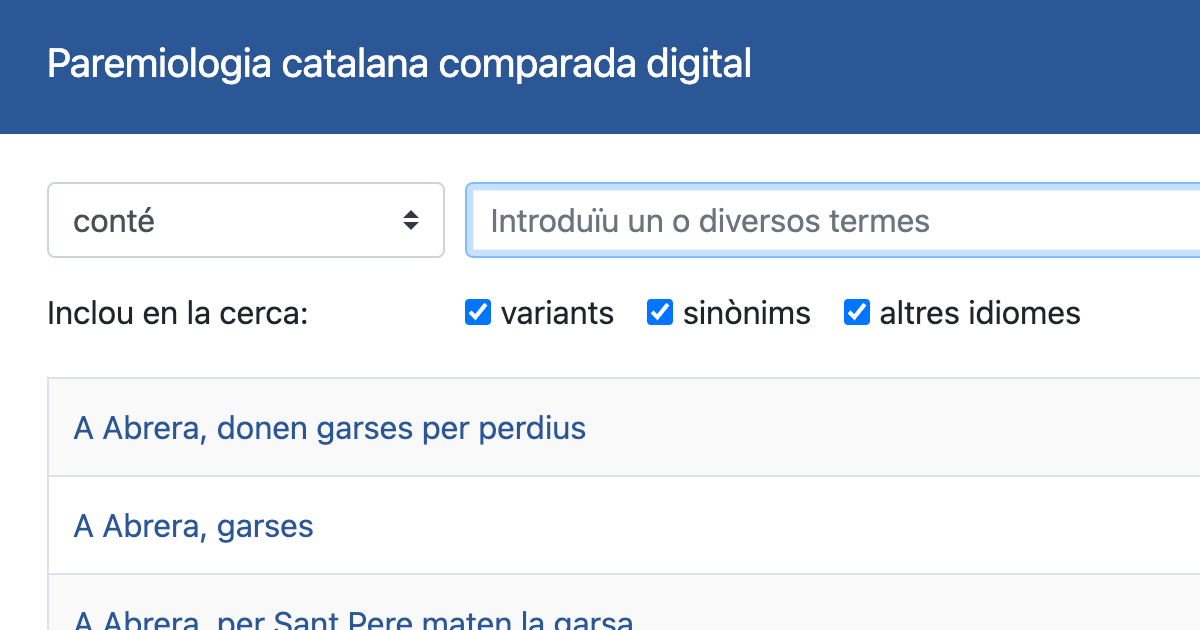 Paremiologia catalana comparada digital
conté
Introduïu un o diversos termes
Inclou en la cerca: variants sinònims altres idiomes
A Abrera, donen garses per perdius
A Abrera, garses
A Abrera, per Sant Pere maten la garsa